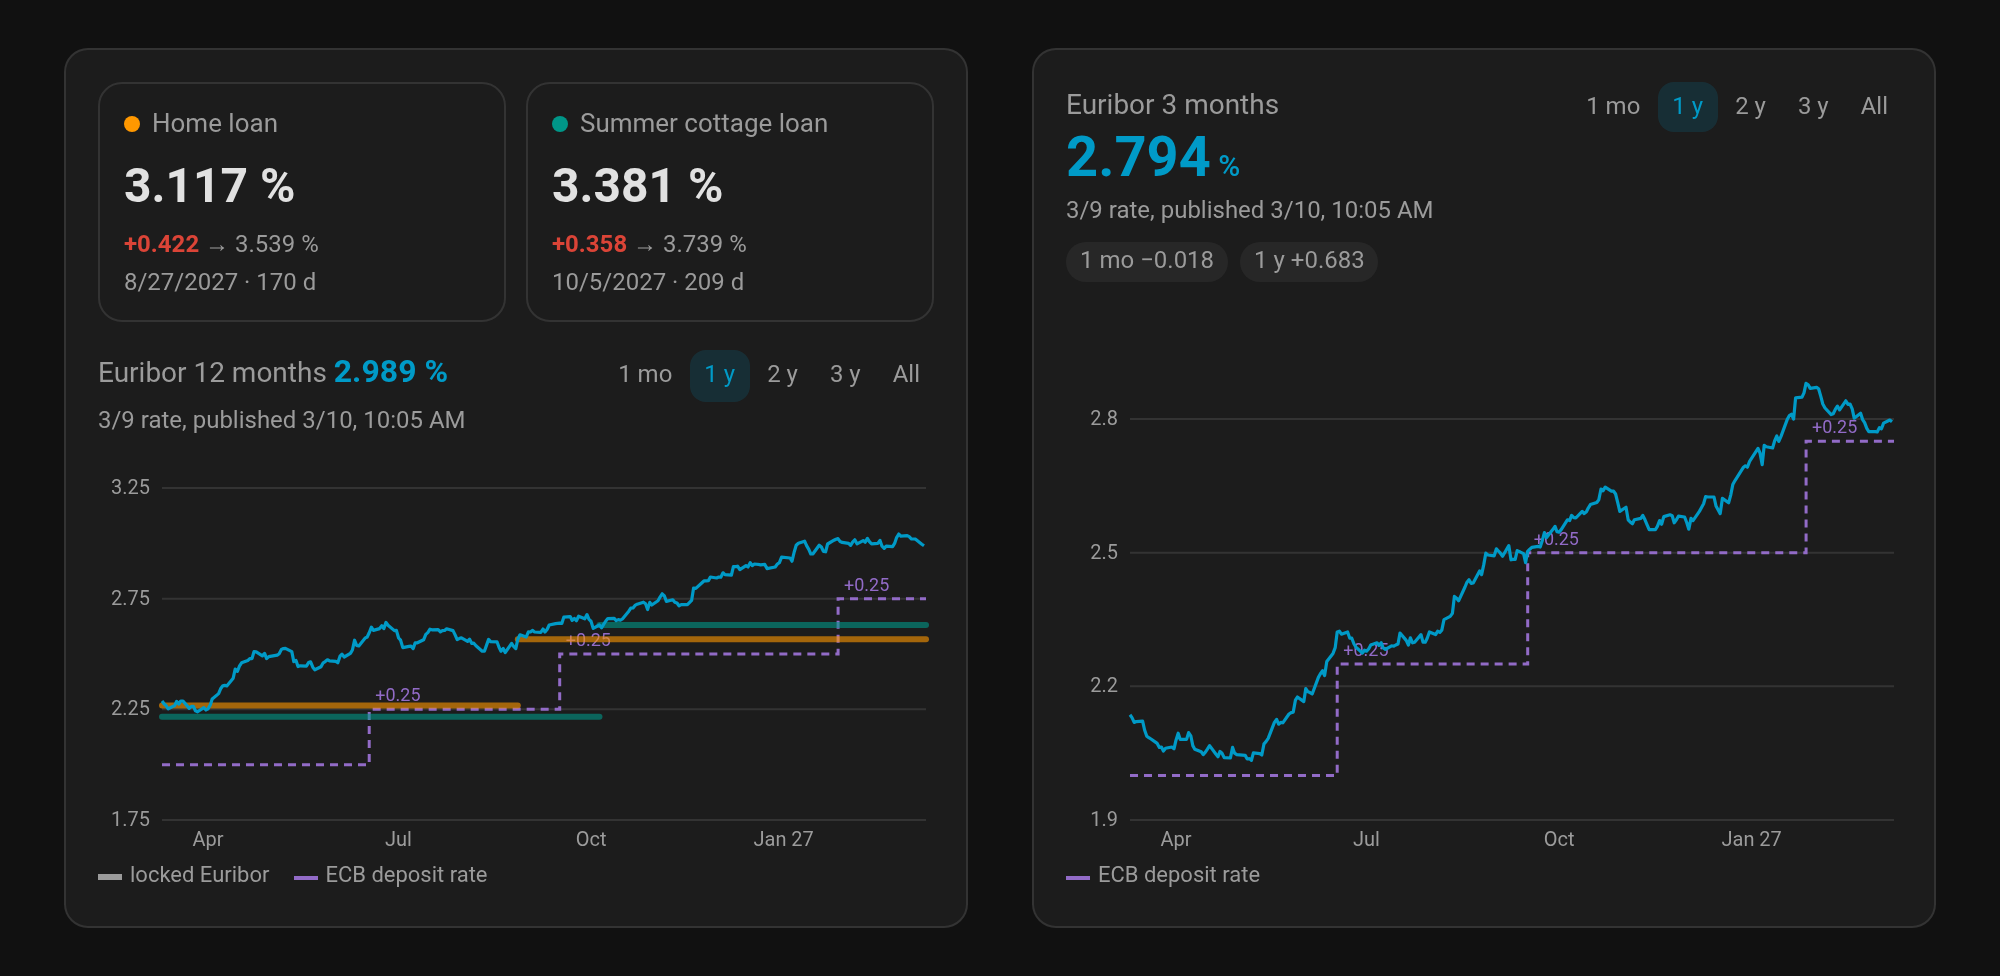 Home loan
3.117 %
+0.422 → 3.539 %
8/27/2027 · 170 d
Summer cottage loan
3.381 %
+0.358 → 3.739 %
10/5/2027 · 209 d
Euribor 12 months 2.989 %
1 mo 1 y 2 y 3 y All
3/9 rate, published 3/10, 10:05 AM
3.25
2.75
2.25
1.75
+0.25
+0.25
+0.25
Apr Jul Oct Jan 27
locked Euribor ECB deposit rate
Euribor 3 months
1 mo 1 y 2 y 3 y All
2.794 %
3/9 rate, published 3/10, 10:05 AM
1 mo −0.018 1 y +0.683
2.8
2.5
2.2
1.9
+0.25
+0.25
+0.25
Apr Jul Oct Jan 27
ECB deposit rate